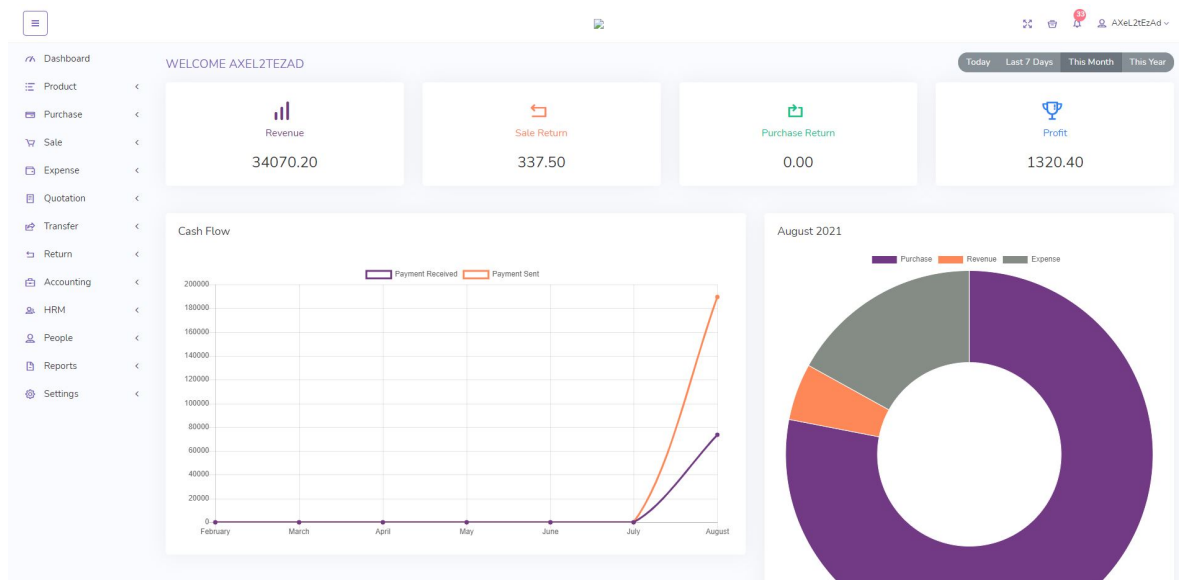 33
AXeL2tEzAd
Dashboard
Product
Purchase
Sale
Expense
Quotation
Transfer
Return
Accounting
HRM
People
Reports
Settings
WELCOME AXEL2TEZAD
Today Last 7 Days This Month This Year
Revenue
34070.20
Sale Return
337.50
Purchase Return
0.00
Profit
1320.40
Cash Flow
Payment Received Payment Sent
200000
180000
160000
140000
120000
100000
80000
60000
40000
20000
0
February March April May June July August
August 2021
Purchase Revenue Expense